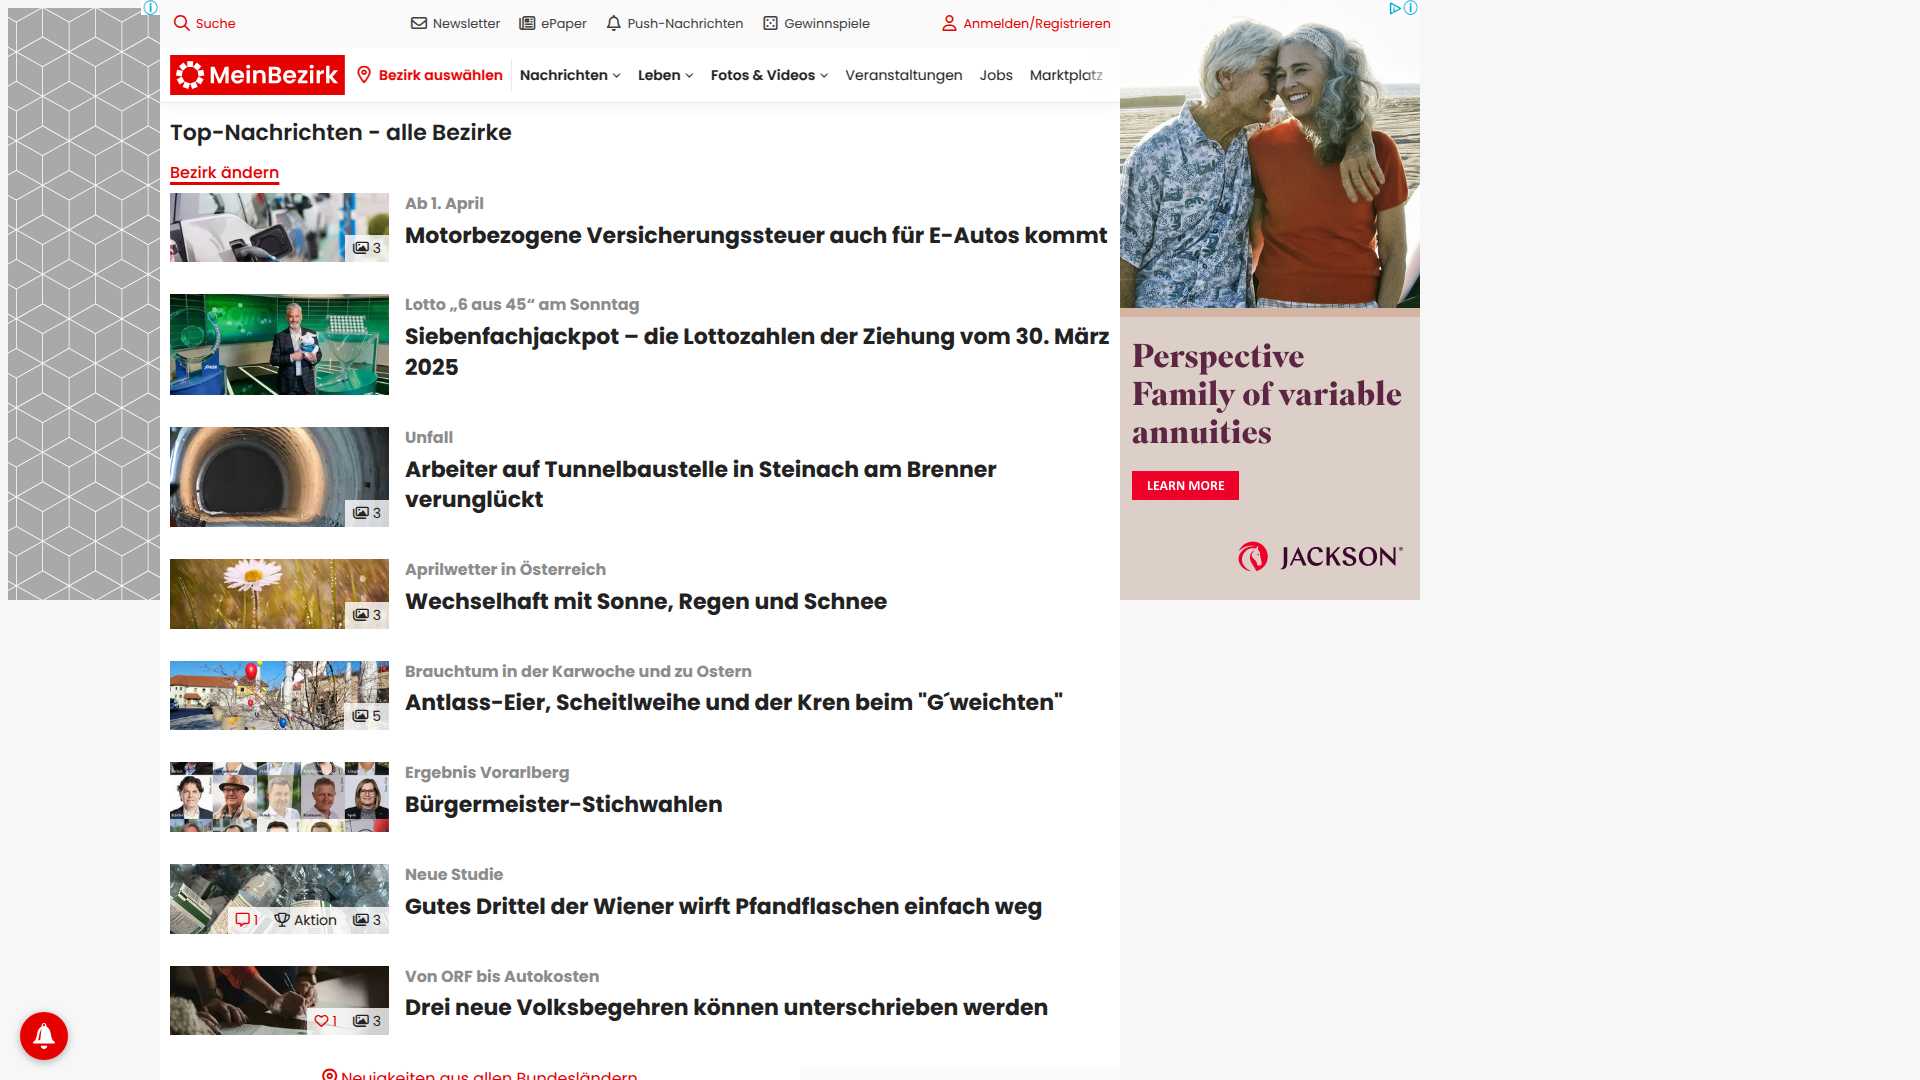 Suche
Newsletter
ePaper
Push-Nachrichten
Gewinnspiele
Anmelden/Registrieren
MeinBezirk
Bezirk auswählen
Nachrichten
Leben
Fotos & Videos
Veranstaltungen
Jobs
Marktplatz
Top-Nachrichten - alle Bezirke
Bezirk ändern
3
Ab 1. April
Motorbezogene Versicherungssteuer auch für E-Autos kommt
Lotto „6 aus 45“ am Sonntag
Siebenfachjackpot – die Lottozahlen der Ziehung vom 30. März
2025
3
Unfall
Arbeiter auf Tunnelbaustelle in Steinach am Brenner
verunglückt
3
Aprilwetter in Österreich
Wechselhaft mit Sonne, Regen und Schnee
5
Brauchtum in der Karwoche und zu Ostern
Antlass-Eier, Scheitlweihe und der Kren beim "G´weichten"
Ergebnis Vorarlberg
Bürgermeister-Stichwahlen
1 Aktion 3
Neue Studie
Gutes Drittel der Wiener wirft Pfandflaschen einfach weg
1 3
Von ORF bis Autokosten
Drei neue Volksbegehren können unterschrieben werden
Neuigkeiten aus allen Bundesländern
Perspective
Family of variable
annuities
LEARN MORE
JACKSON®